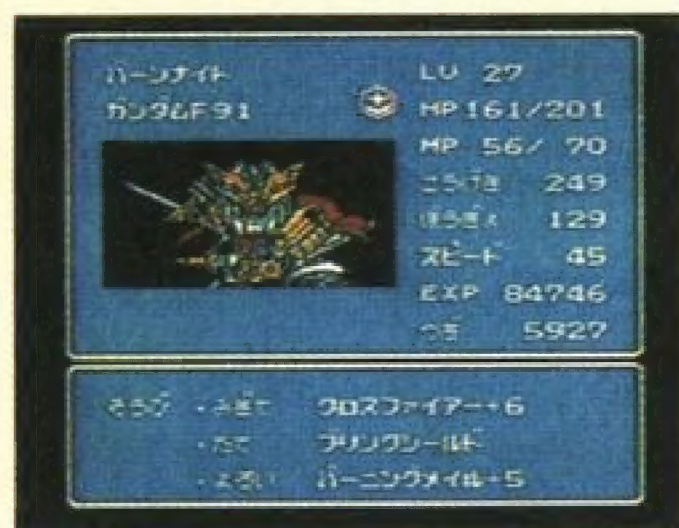 バーンナイト
ガンダムF91
LV 27
HP 161/201
MP 56/ 70
こうげき 249
ぼうぎょ 129
スピード 45
EXP 84746
つぎ 5927
そうび ・みぎて クロスファイアー+6
・たて ブリングシールド
・よろい バーニングメイル+5